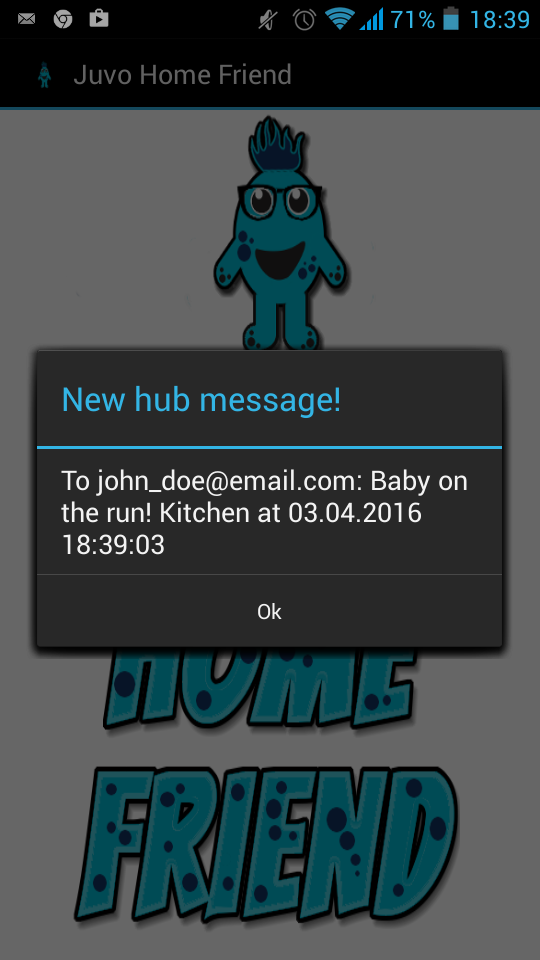 71% 18:39
Juvo Home Friend
New hub message!
To john_doe@email.com: Baby on
the run! Kitchen at 03.04.2016
18:39:03
Ok
HOME
FRIEND